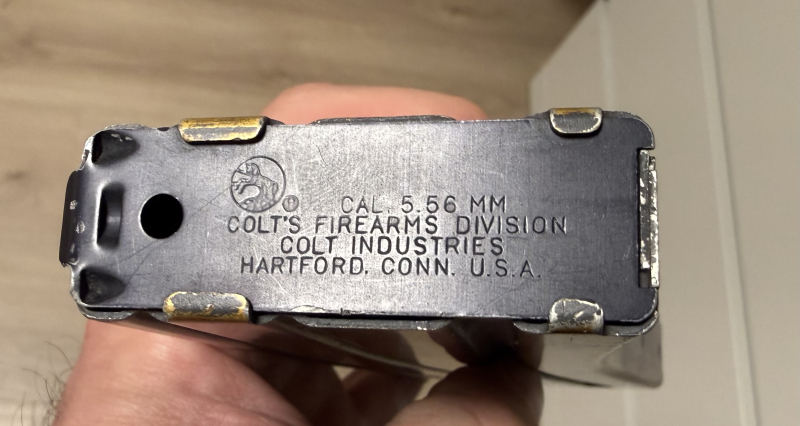 CAL. 5.56 MM
COLT'S FIREARMS DIVISION
COLT INDUSTRIES
HARTFORD, CONN. U.S.A.